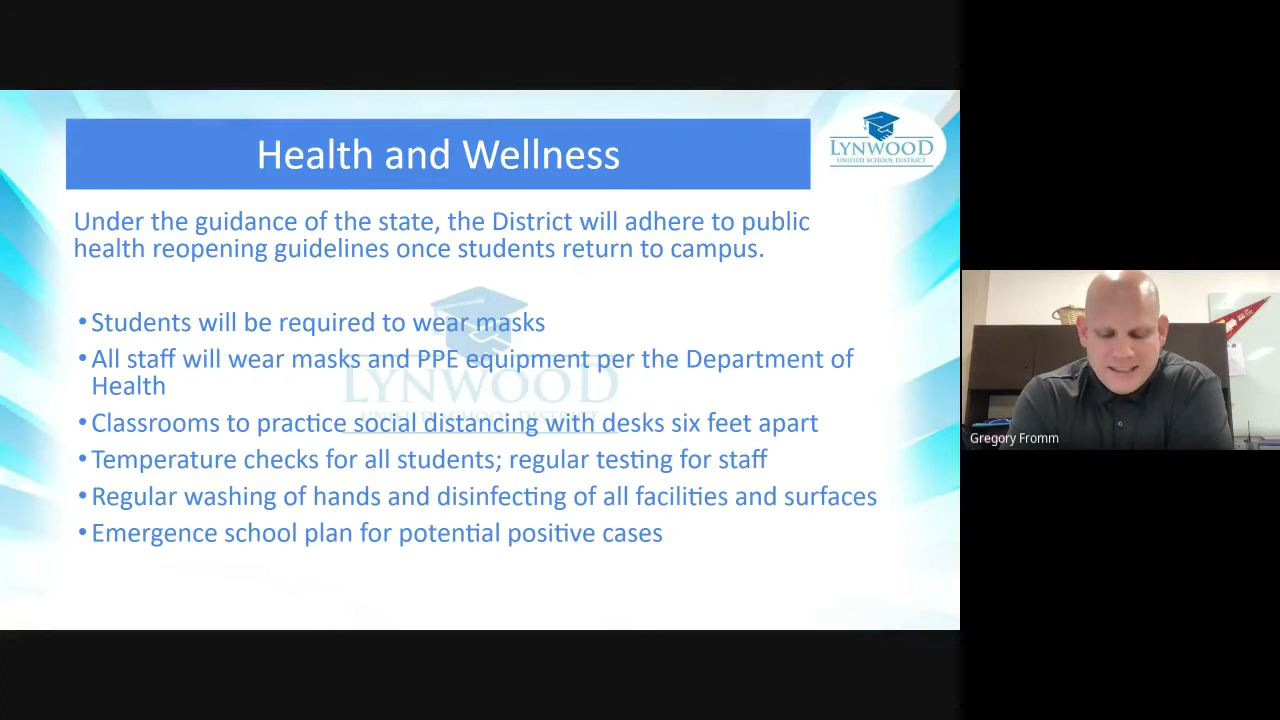 Health and Wellness
LYNWOOD
UNIFIED SCHOOL DISTRICT
Under the guidance of the state, the District will adhere to public
health reopening guidelines once students return to campus.
•Students will be required to wear masks
•All staff will wear masks and PPE equipment per the Department of
Health
•Classrooms to practice social distancing with desks six feet apart
•Temperature checks for all students; regular testing for staff
•Regular washing of hands and disinfecting of all facilities and surfaces
•Emergence school plan for potential positive cases
LYNWOOD
UNIFIED SCHOOL DISTRICT
Gregory Fromm